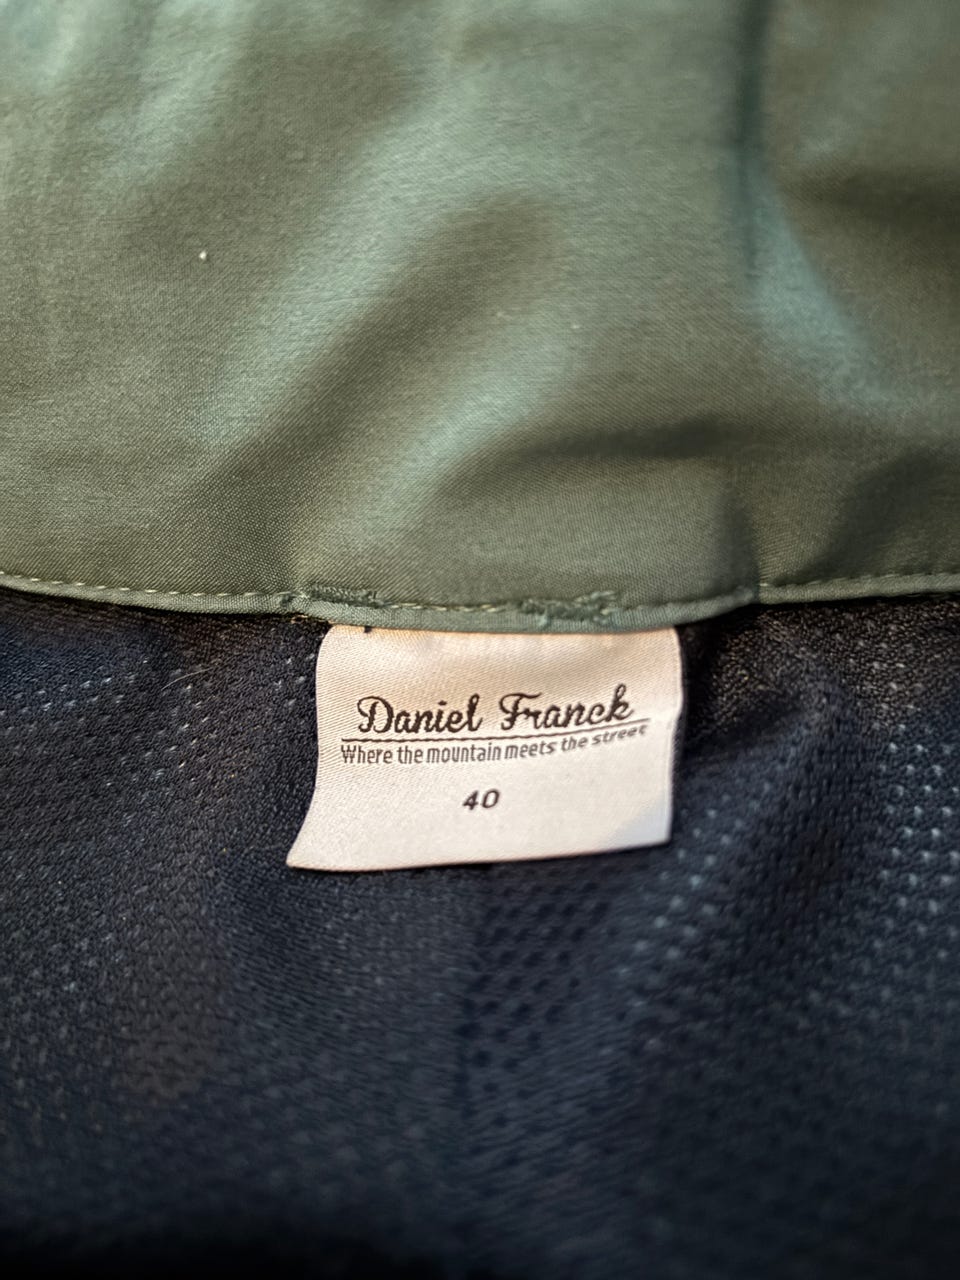 Daniel Franck
Where the mountain meets the street
40